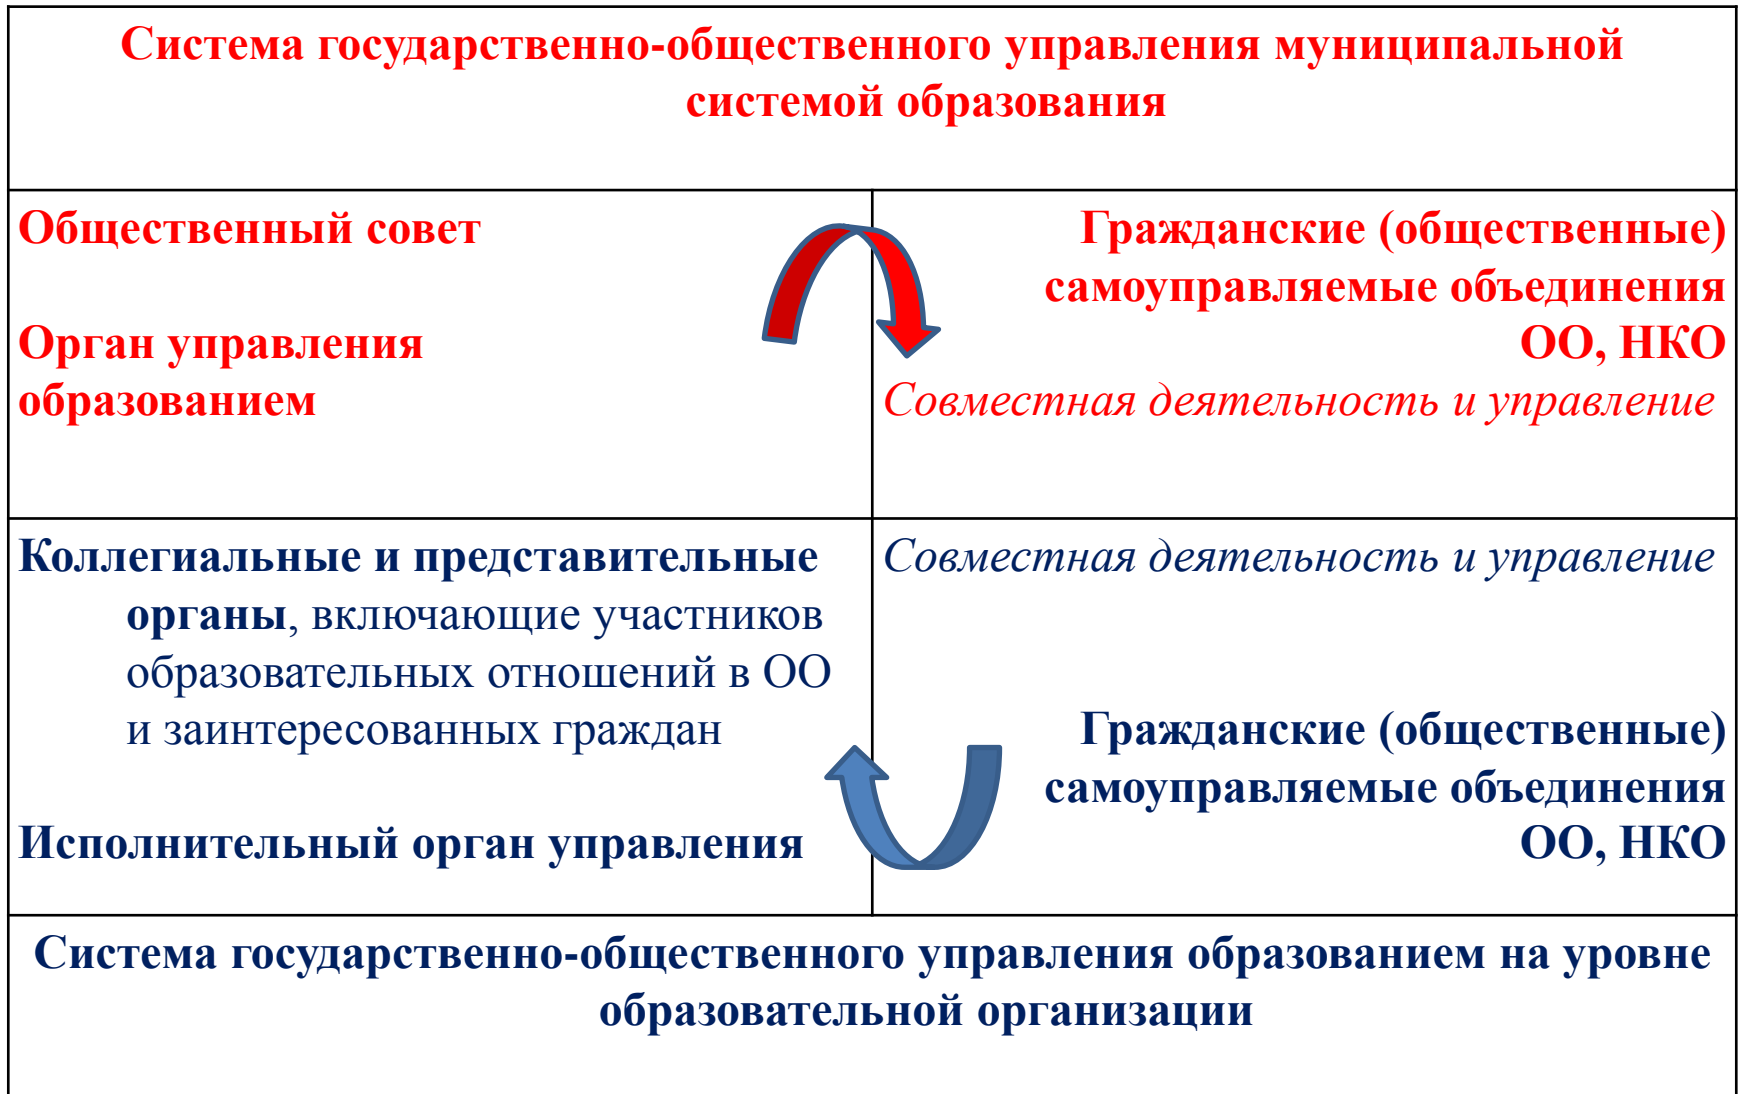 Система государственно-общественного управления муниципальной
системой образования
Общественный совет
Орган управления
образованием
Гражданские (общественные)
самоуправляемые объединения
ОО, НКО
Совместная деятельность и управление
Коллегиальные и представительные
органы, включающие участников
образовательных отношений в ОО
и заинтересованных граждан
Исполнительный орган управления
Совместная деятельность и управление
Гражданские (общественные)
самоуправляемые объединения
ОО, НКО
Система государственно-общественного управления образованием на уровне
образовательной организации